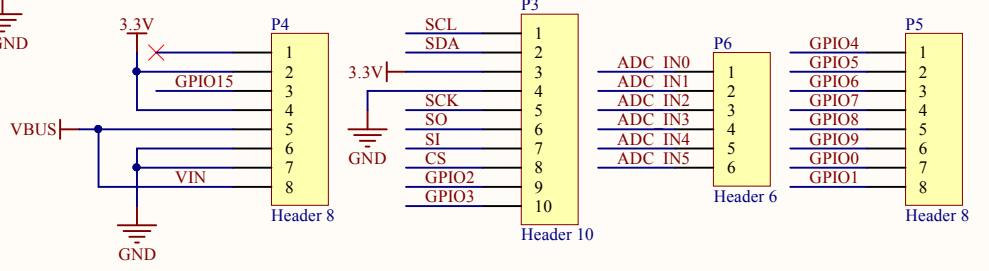 GND
3.3V
P4
1
2
GPIO15
3
4
VBUS
5
6
7
VIN
8
GND
Header 8
P3
SCL
1
SDA
2
3.3V
3
4
SCK
5
GND
SO
6
SI
7
CS
8
GPIO2
9
GPIO3
10
Header 10
P6
ADC_IN0
1
ADC_IN1
2
ADC_IN2
3
ADC_IN3
4
ADC_IN4
5
ADC_IN5
6
Header 6
P5
GPIO4
1
GPIO5
2
GPIO6
3
GPIO7
4
GPIO8
5
GPIO9
6
GPIO0
7
GPIO1
8
Header 8